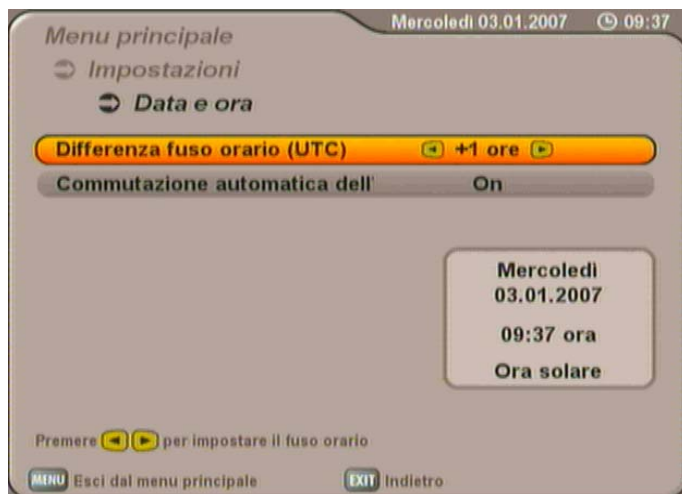 Mercoledì 03.01.2007 09:37
Menu principale
Impostazioni
Data e ora
Differenza fuso orario (UTC) +1 ore
Commutazione automatica dell' On
Mercoledì
03.01.2007
09:37 ora
Ora solare
Premere per impostare il fuso orario
MENU Esci dal menu principale EXIT Indietro